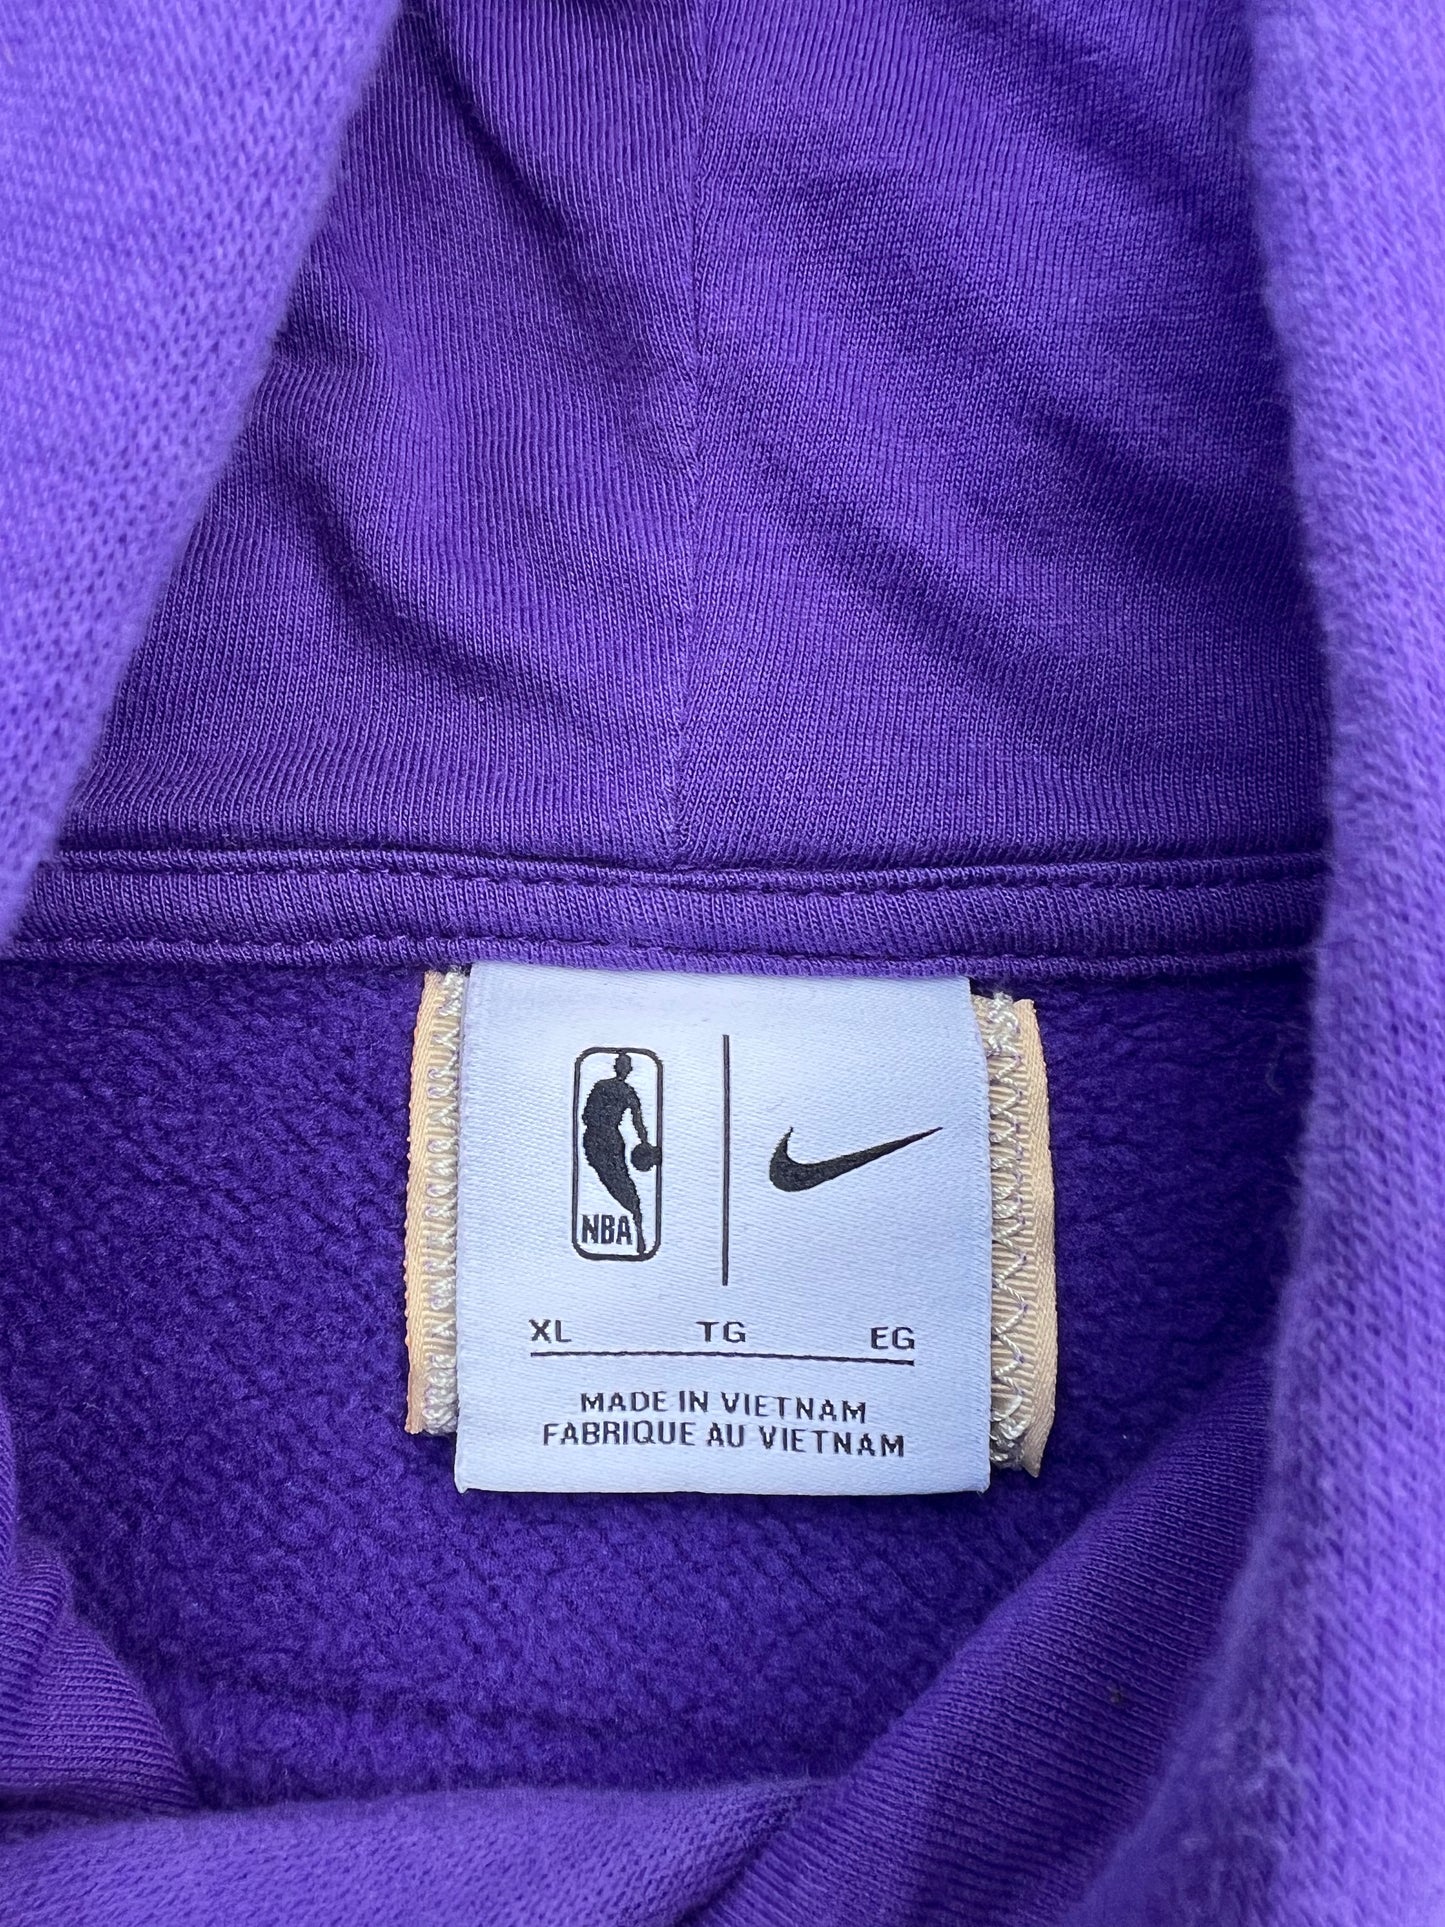 NBA
XL TG EG
MADE IN VIETNAM
FABRIQUE AU VIETNAM